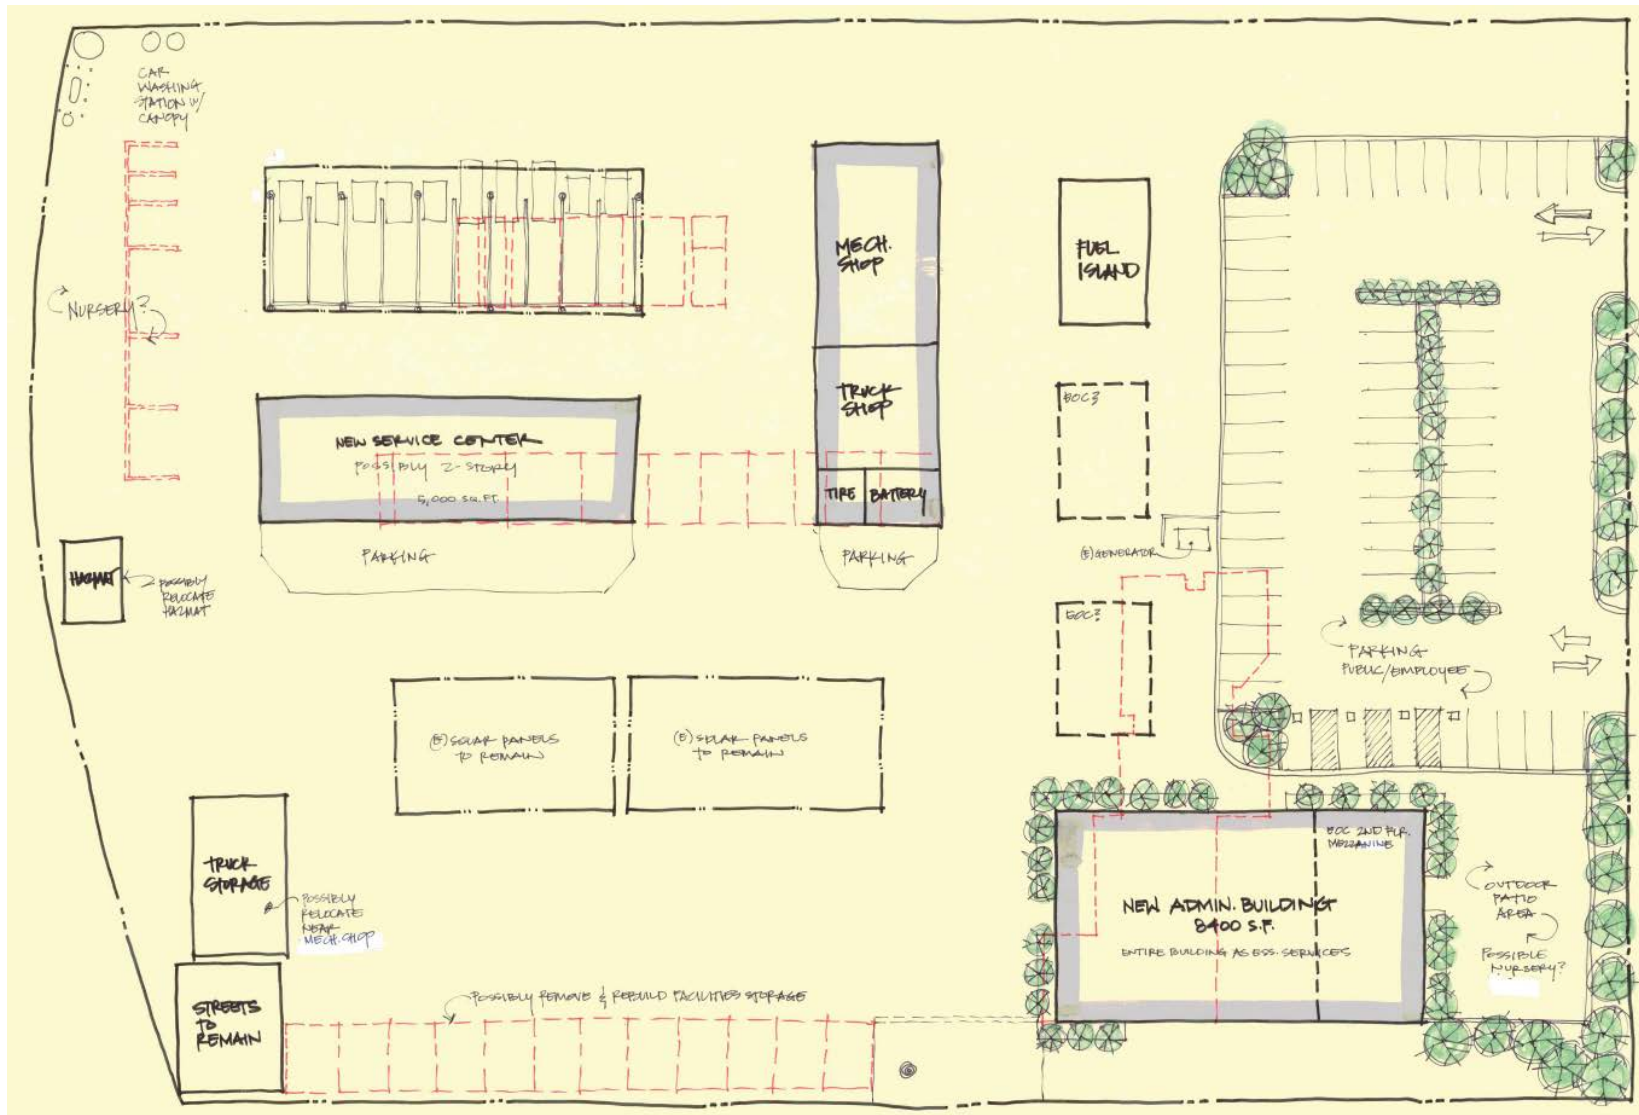 CAR
WASHING
STATION W/
CANOPY
NURSERY?
MECH.
SHOP
TRUCK
SHOP
TIRE
BATTERY
PARKING
FUEL
ISLAND
EOC?
(E) GENERATOR
EOC?
NEW SERVICE CENTER
POSSIBLY 2-STORY
5,000 SQ.FT.
PARKING
HAZMAT
POSSIBLY
RELOCATE
HAZMAT
(E) SOLAR PANELS
TO REMAIN
(E) SOLAR PANELS
TO REMAIN
PARKING
PUBLIC/EMPLOYEE
TRUCK
STORAGE
POSSIBLY
RELOCATE
NEAR
MECH. SHOP
STREETS
TO
REMAIN
POSSIBLY REMOVE & REBUILD FACILITIES STORAGE
EOC 2ND FLR.
MEZZANINE
NEW ADMIN. BUILDING
8400 S.F.
ENTIRE BUILDING AS ESS. SERVICES
OUTDOOR
PATIO
AREA
POSSIBLE
NURSERY?